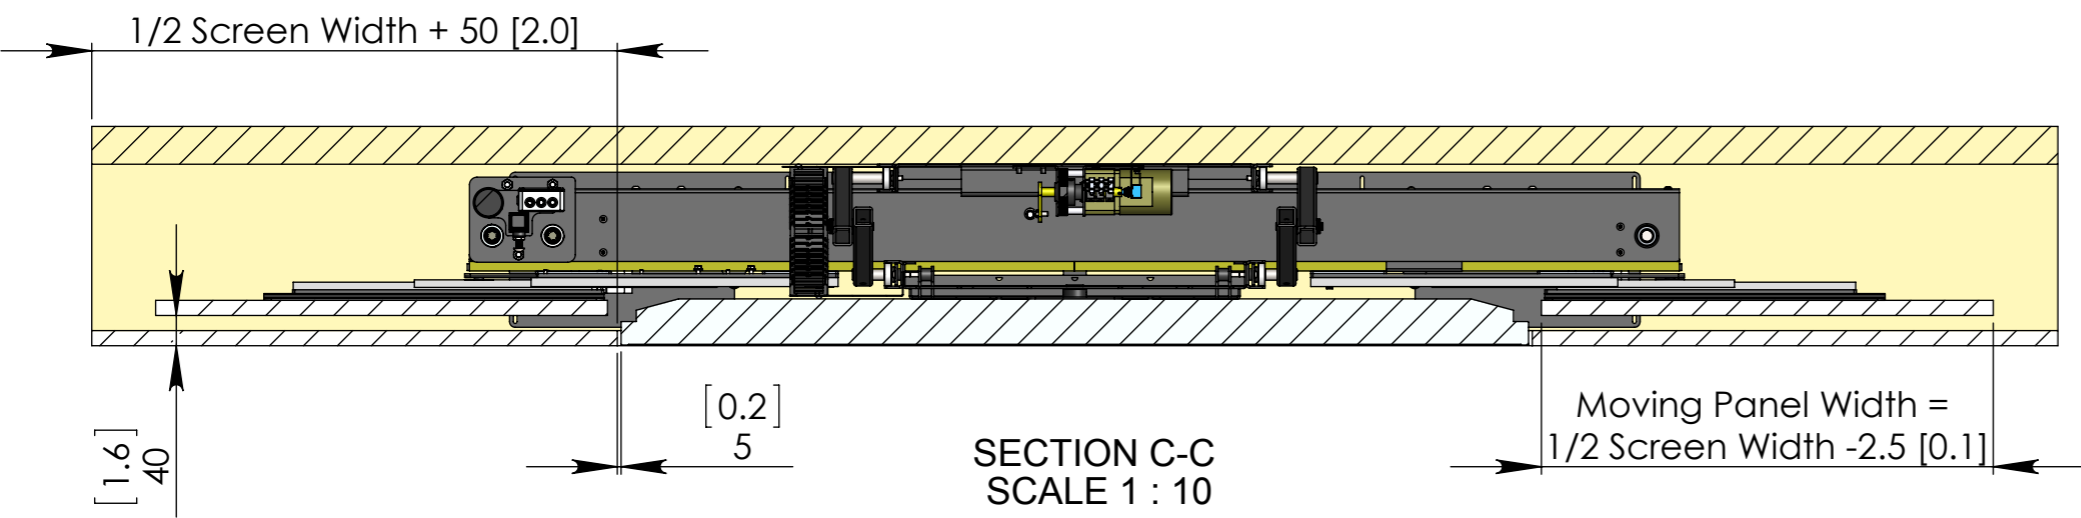 1/2 Screen Width + 50 [2.0]
[1.6]
40
[0.2]
5
SECTION C-C
SCALE 1 : 10
Moving Panel Width =
1/2 Screen Width -2.5 [0.1]